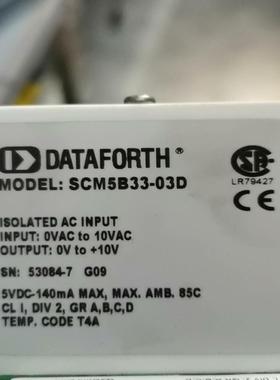 DATAFORTH®
MODEL: SCM5B33-03D
LR79427
ISOLATED AC INPUT
INPUT: 0VAC to 10VAC
OUTPUT: 0V to +10V
SN: 53084-7 G09
5VDC-140mA MAX, MAX. AMB. 85C
CL I, DIV 2, GR A,B,C,D
TEMP. CODE T4A